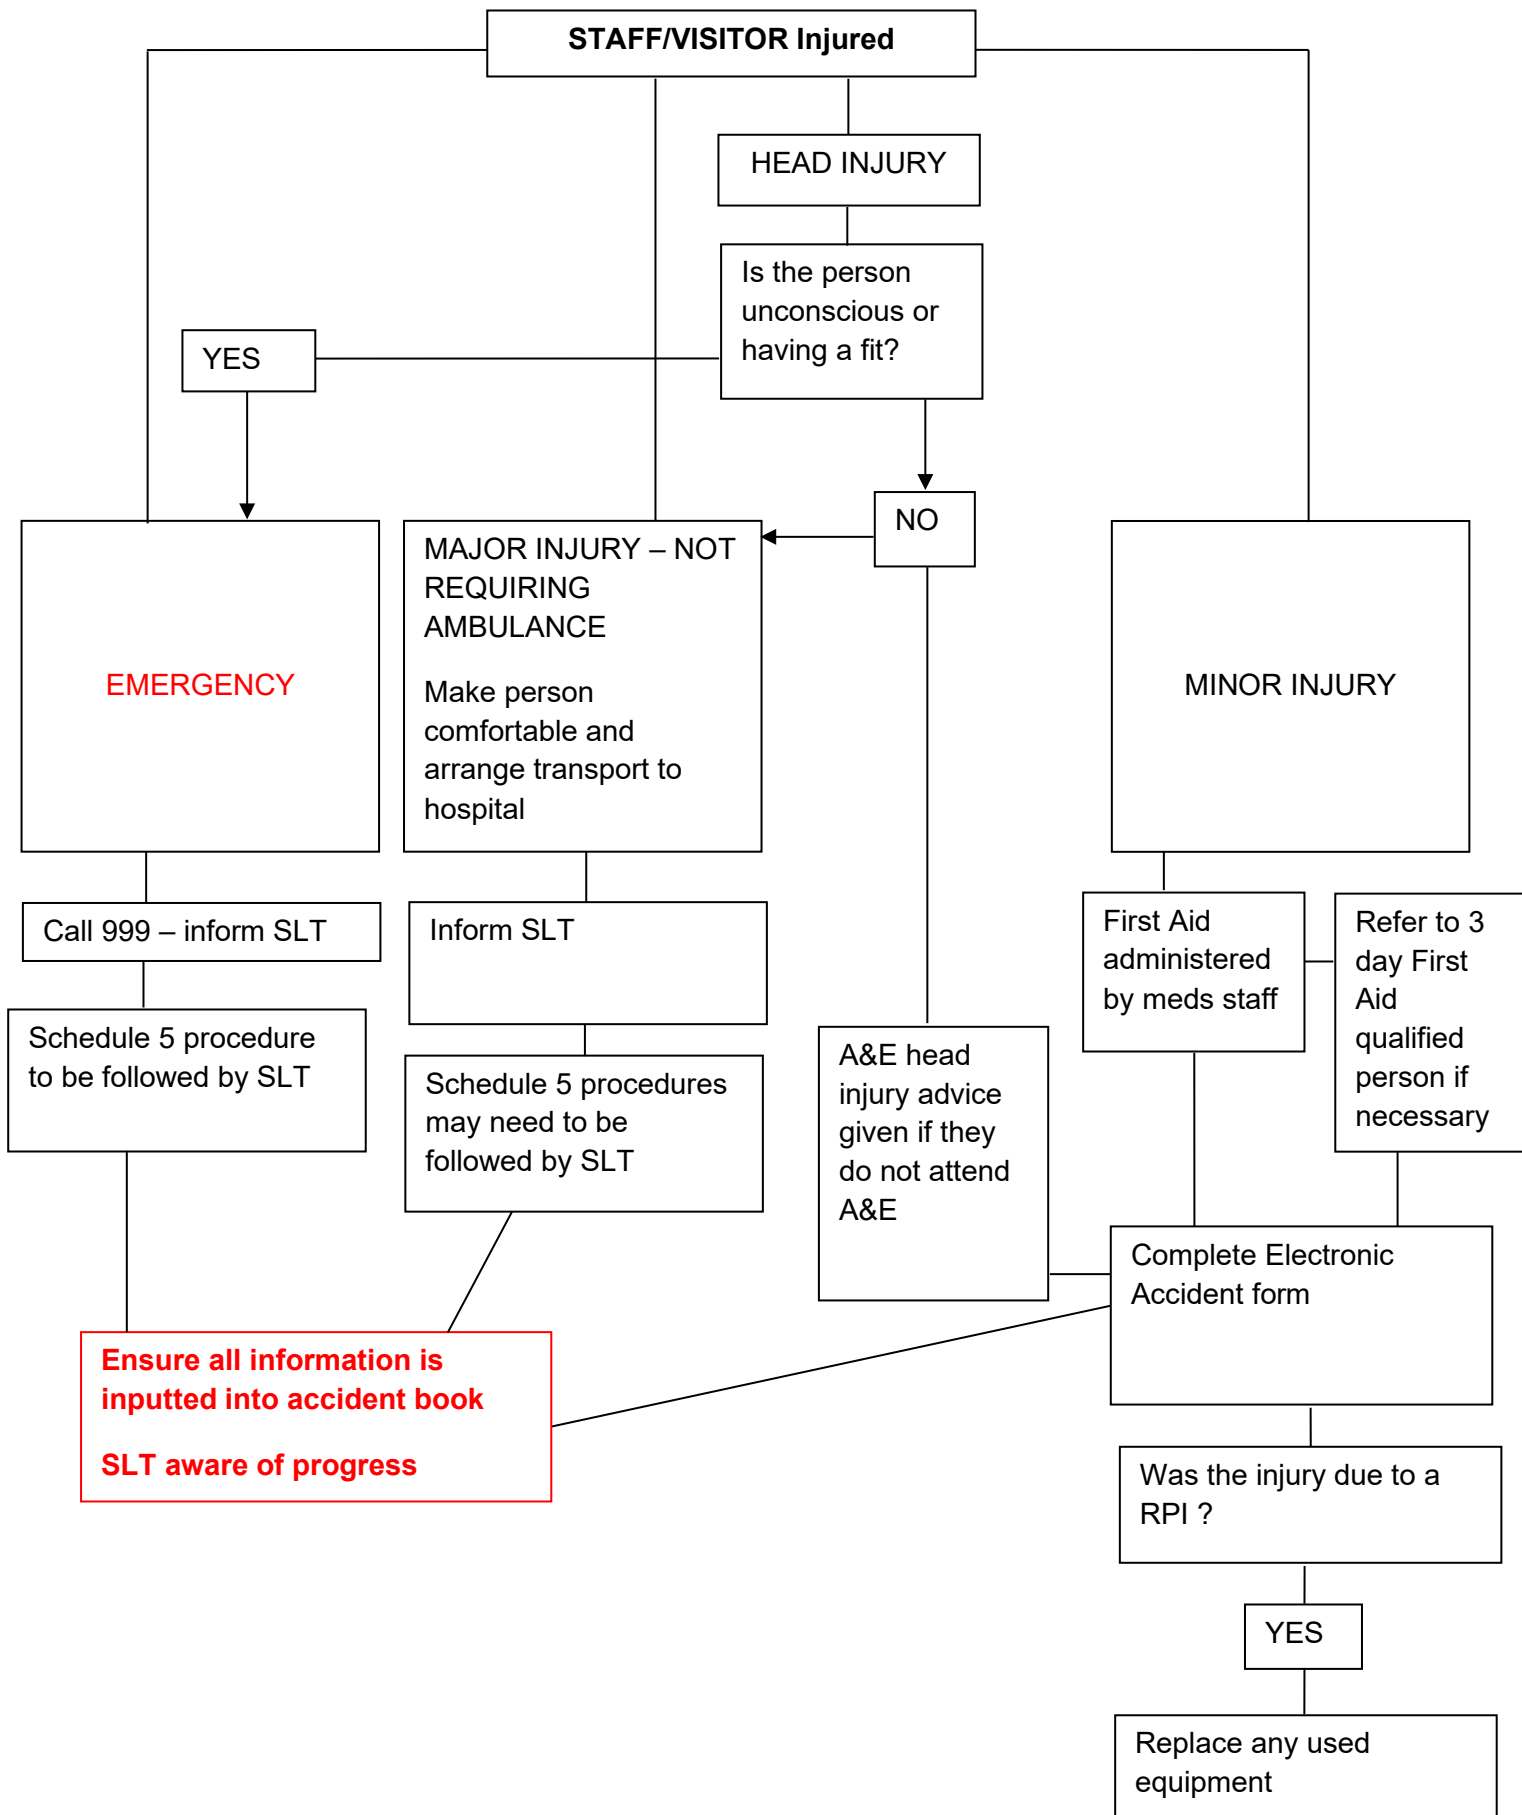 STAFF/VISITOR Injured
HEAD INJURY
Is the person
unconscious or
having a fit?
YES
NO
EMERGENCY
MAJOR INJURY – NOT
REQUIRING
AMBULANCE
Make person
comfortable and
arrange transport to
hospital
MINOR INJURY
Call 999 – inform SLT
Inform SLT
First Aid
administered
by meds staff
Refer to 3
day First
Aid
qualified
person if
necessary
Schedule 5 procedure
to be followed by SLT
Schedule 5 procedures
may need to be
followed by SLT
A&E head
injury advice
given if they
do not attend
A&E
Complete Electronic
Accident form
Ensure all information is
inputted into accident book
SLT aware of progress
Was the injury due to a
RPI ?
YES
Replace any used
equipment